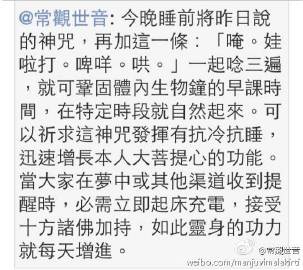 @常觀世音: 今晚睡前將昨日說
的神咒，再加這一條：「唵。娃
啦打。啤咩。哄。」一起唸三遍
，就可鞏固體內生物鐘的早課時
間，在特定時段就自然起來。可
以祈求這神咒發揮有抗冷抗睡，
迅速增長本人大菩提心的功能。
當大家在夢中或其他渠道收到提
醒時，必需立即起床充電，接受
十方諸佛加持，如此靈身的功力
就每天增進。
@常觀世音
weibo.com/manjuvimalakirti